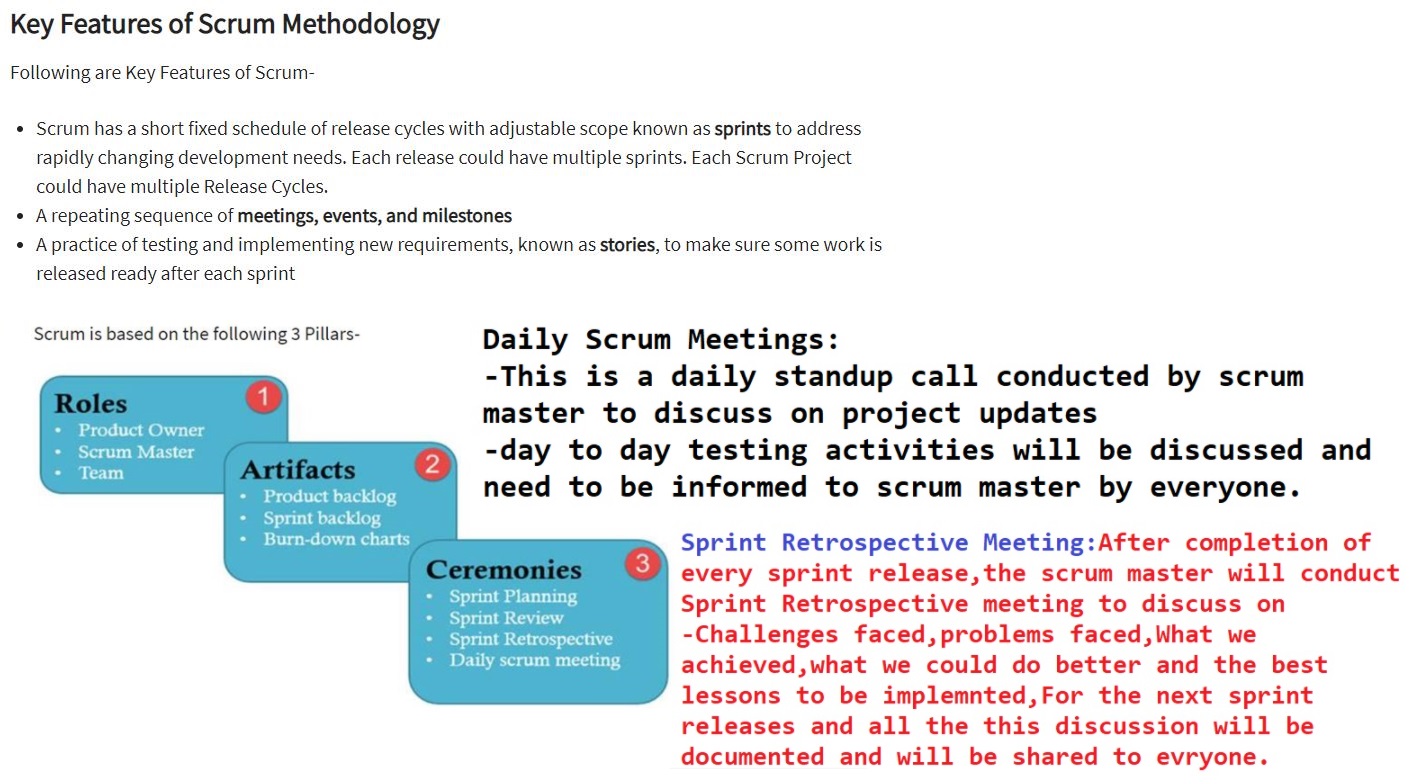 Key Features of Scrum Methodology
Following are Key Features of Scrum-
• Scrum has a short fixed schedule of release cycles with adjustable scope known as sprints to address
rapidly changing development needs. Each release could have multiple sprints. Each Scrum Project
could have multiple Release Cycles.
• A repeating sequence of meetings, events, and milestones
• A practice of testing and implementing new requirements, known as stories, to make sure some work is
released ready after each sprint
Scrum is based on the following 3 Pillars-
Roles 1
• Product Owner
• Scrum Master
• Team
Artifacts 2
• Product backlog
• Sprint backlog
• Burn-down charts
Ceremonies 3
• Sprint Planning
• Sprint Review
• Sprint Retrospective
• Daily scrum meeting
Daily Scrum Meetings:
-This is a daily standup call conducted by scrum
master to discuss on project updates
-day to day testing activities will be discussed and
need to be informed to scrum master by everyone.
Sprint Retrospective Meeting:After completion of
every sprint release,the scrum master will conduct
Sprint Retrospective meeting to discuss on
-Challenges faced,problems faced,What we
achieved,what we could do better and the best
lessons to be implemnted,For the next sprint
releases and all the this discussion will be
documented and will be shared to evryone.